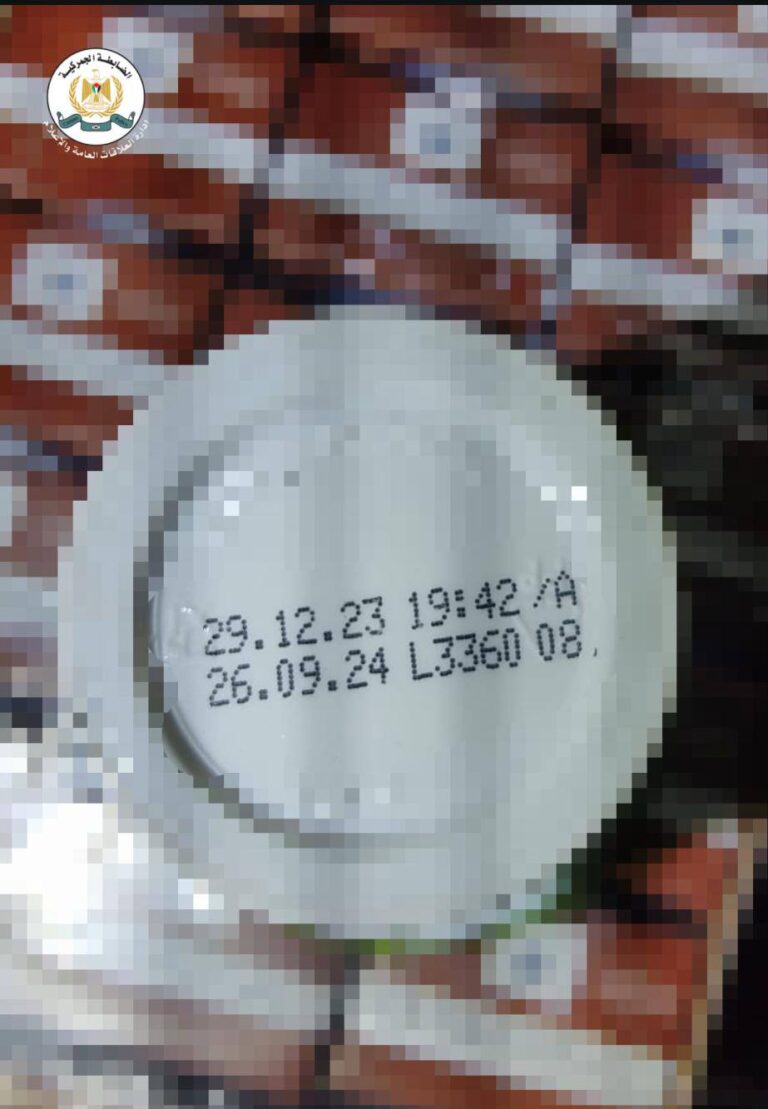 الضابطة الجمركية
إدارة العلاقات العامة والإعلام
29.12.23 19:42 /A
26.09.24 L3360 08